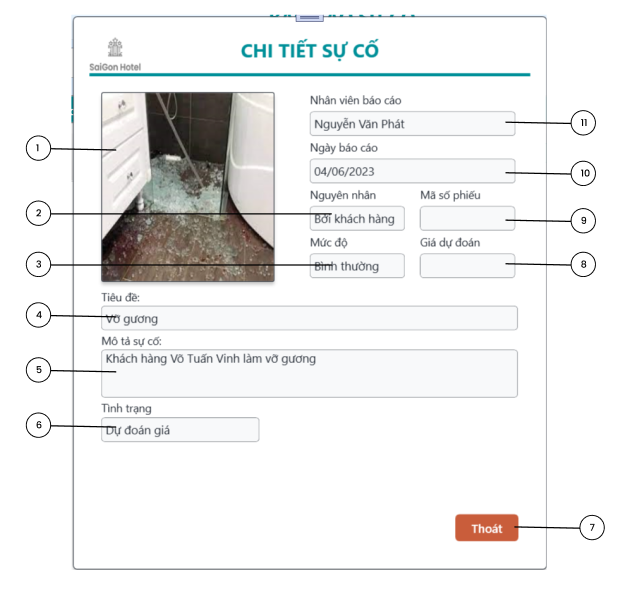 SaiGon Hotel
CHI TIẾT SỰ CỐ
1
Nhân viên báo cáo
Nguyễn Văn Phát
11
Ngày báo cáo
04/06/2023
10
Nguyên nhân
Mã số phiếu
2
Bởi khách hàng
9
Mức độ
Giá dự đoán
3
Bình thường
8
Tiêu đề:
4
Vỡ gương
Mô tả sự cố:
5
Khách hàng Võ Tuấn Vinh làm vỡ gương
Tình trạng
6
Dự đoán giá
Thoát
7